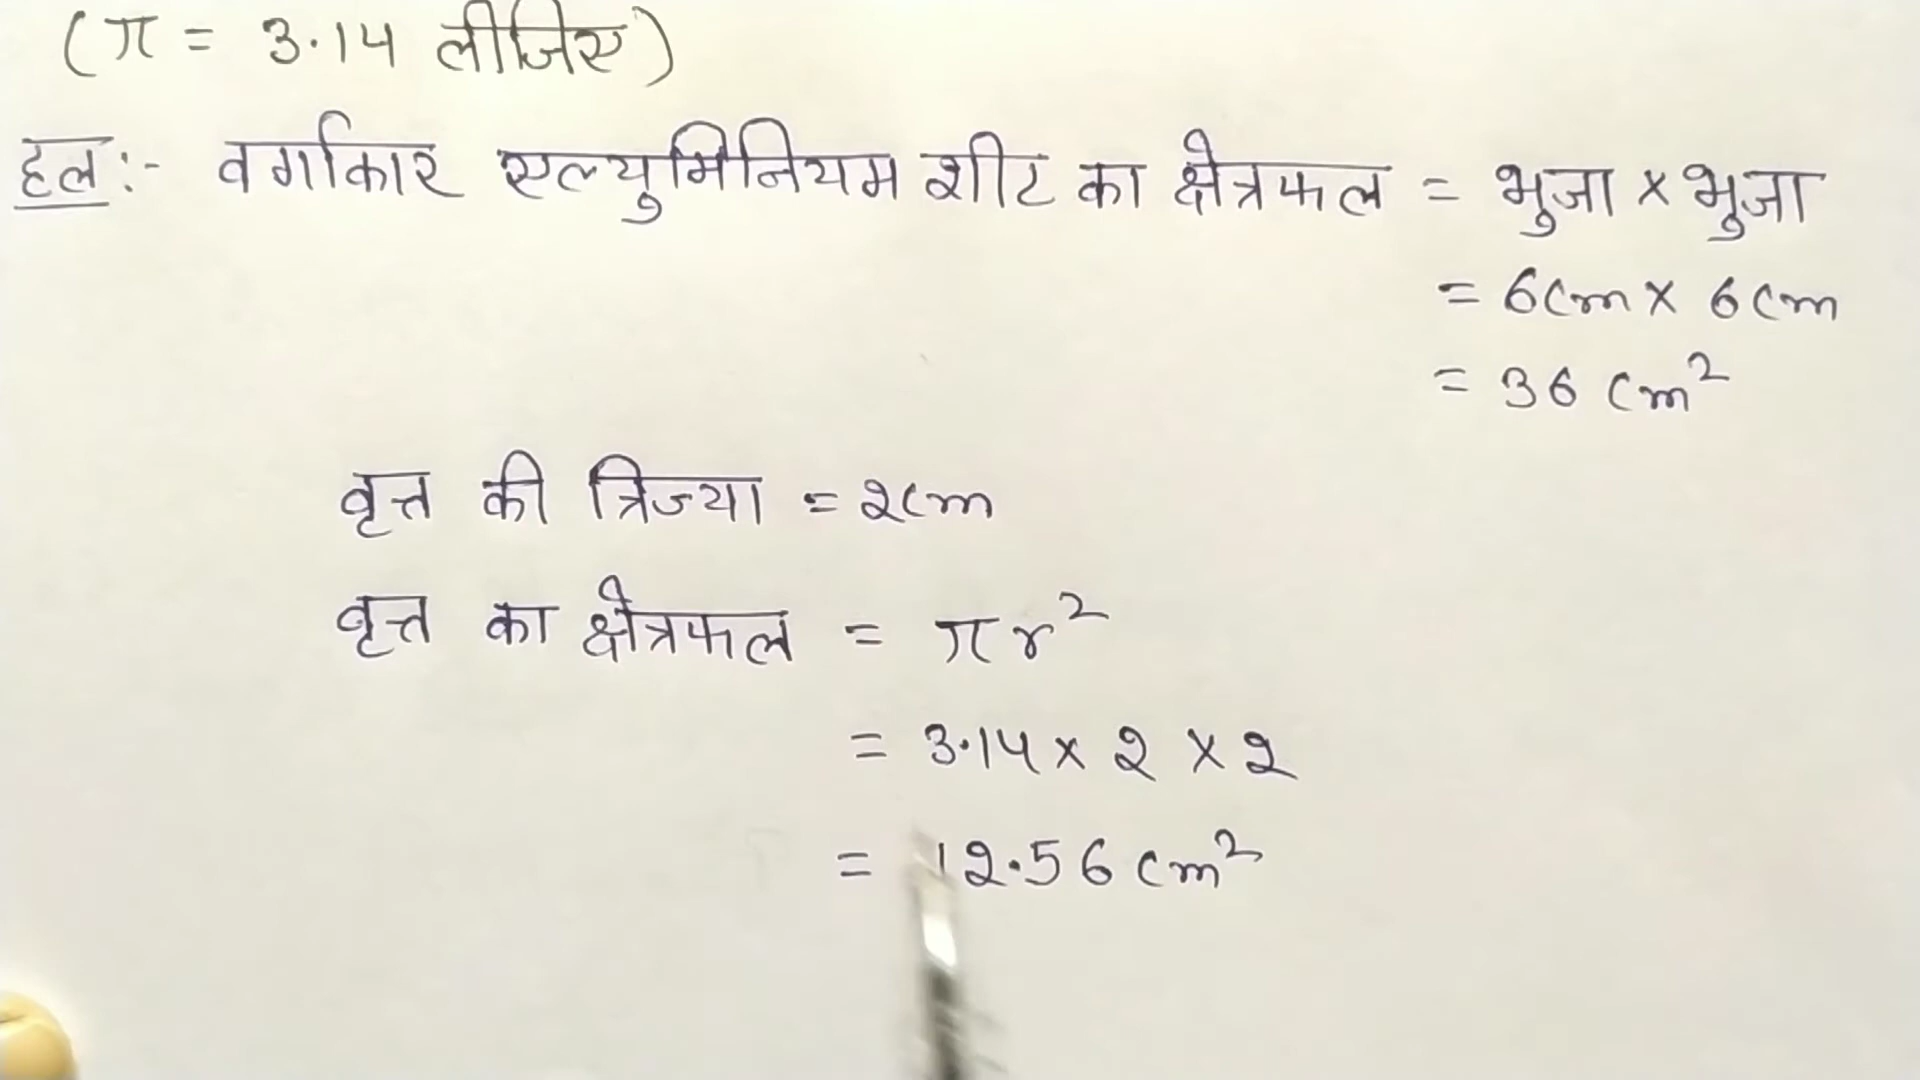 (π = 3.14 लीजिए)
हल:- वर्गाकार एल्युमिनियम शीट का क्षेत्रफल = भुजा × भुजा
= 6cm × 6cm
= 36 cm²
वृत्त की त्रिज्या = 2cm
वृत्त का क्षेत्रफल = πr²
= 3.14 × 2 × 2
= 12.56 cm²